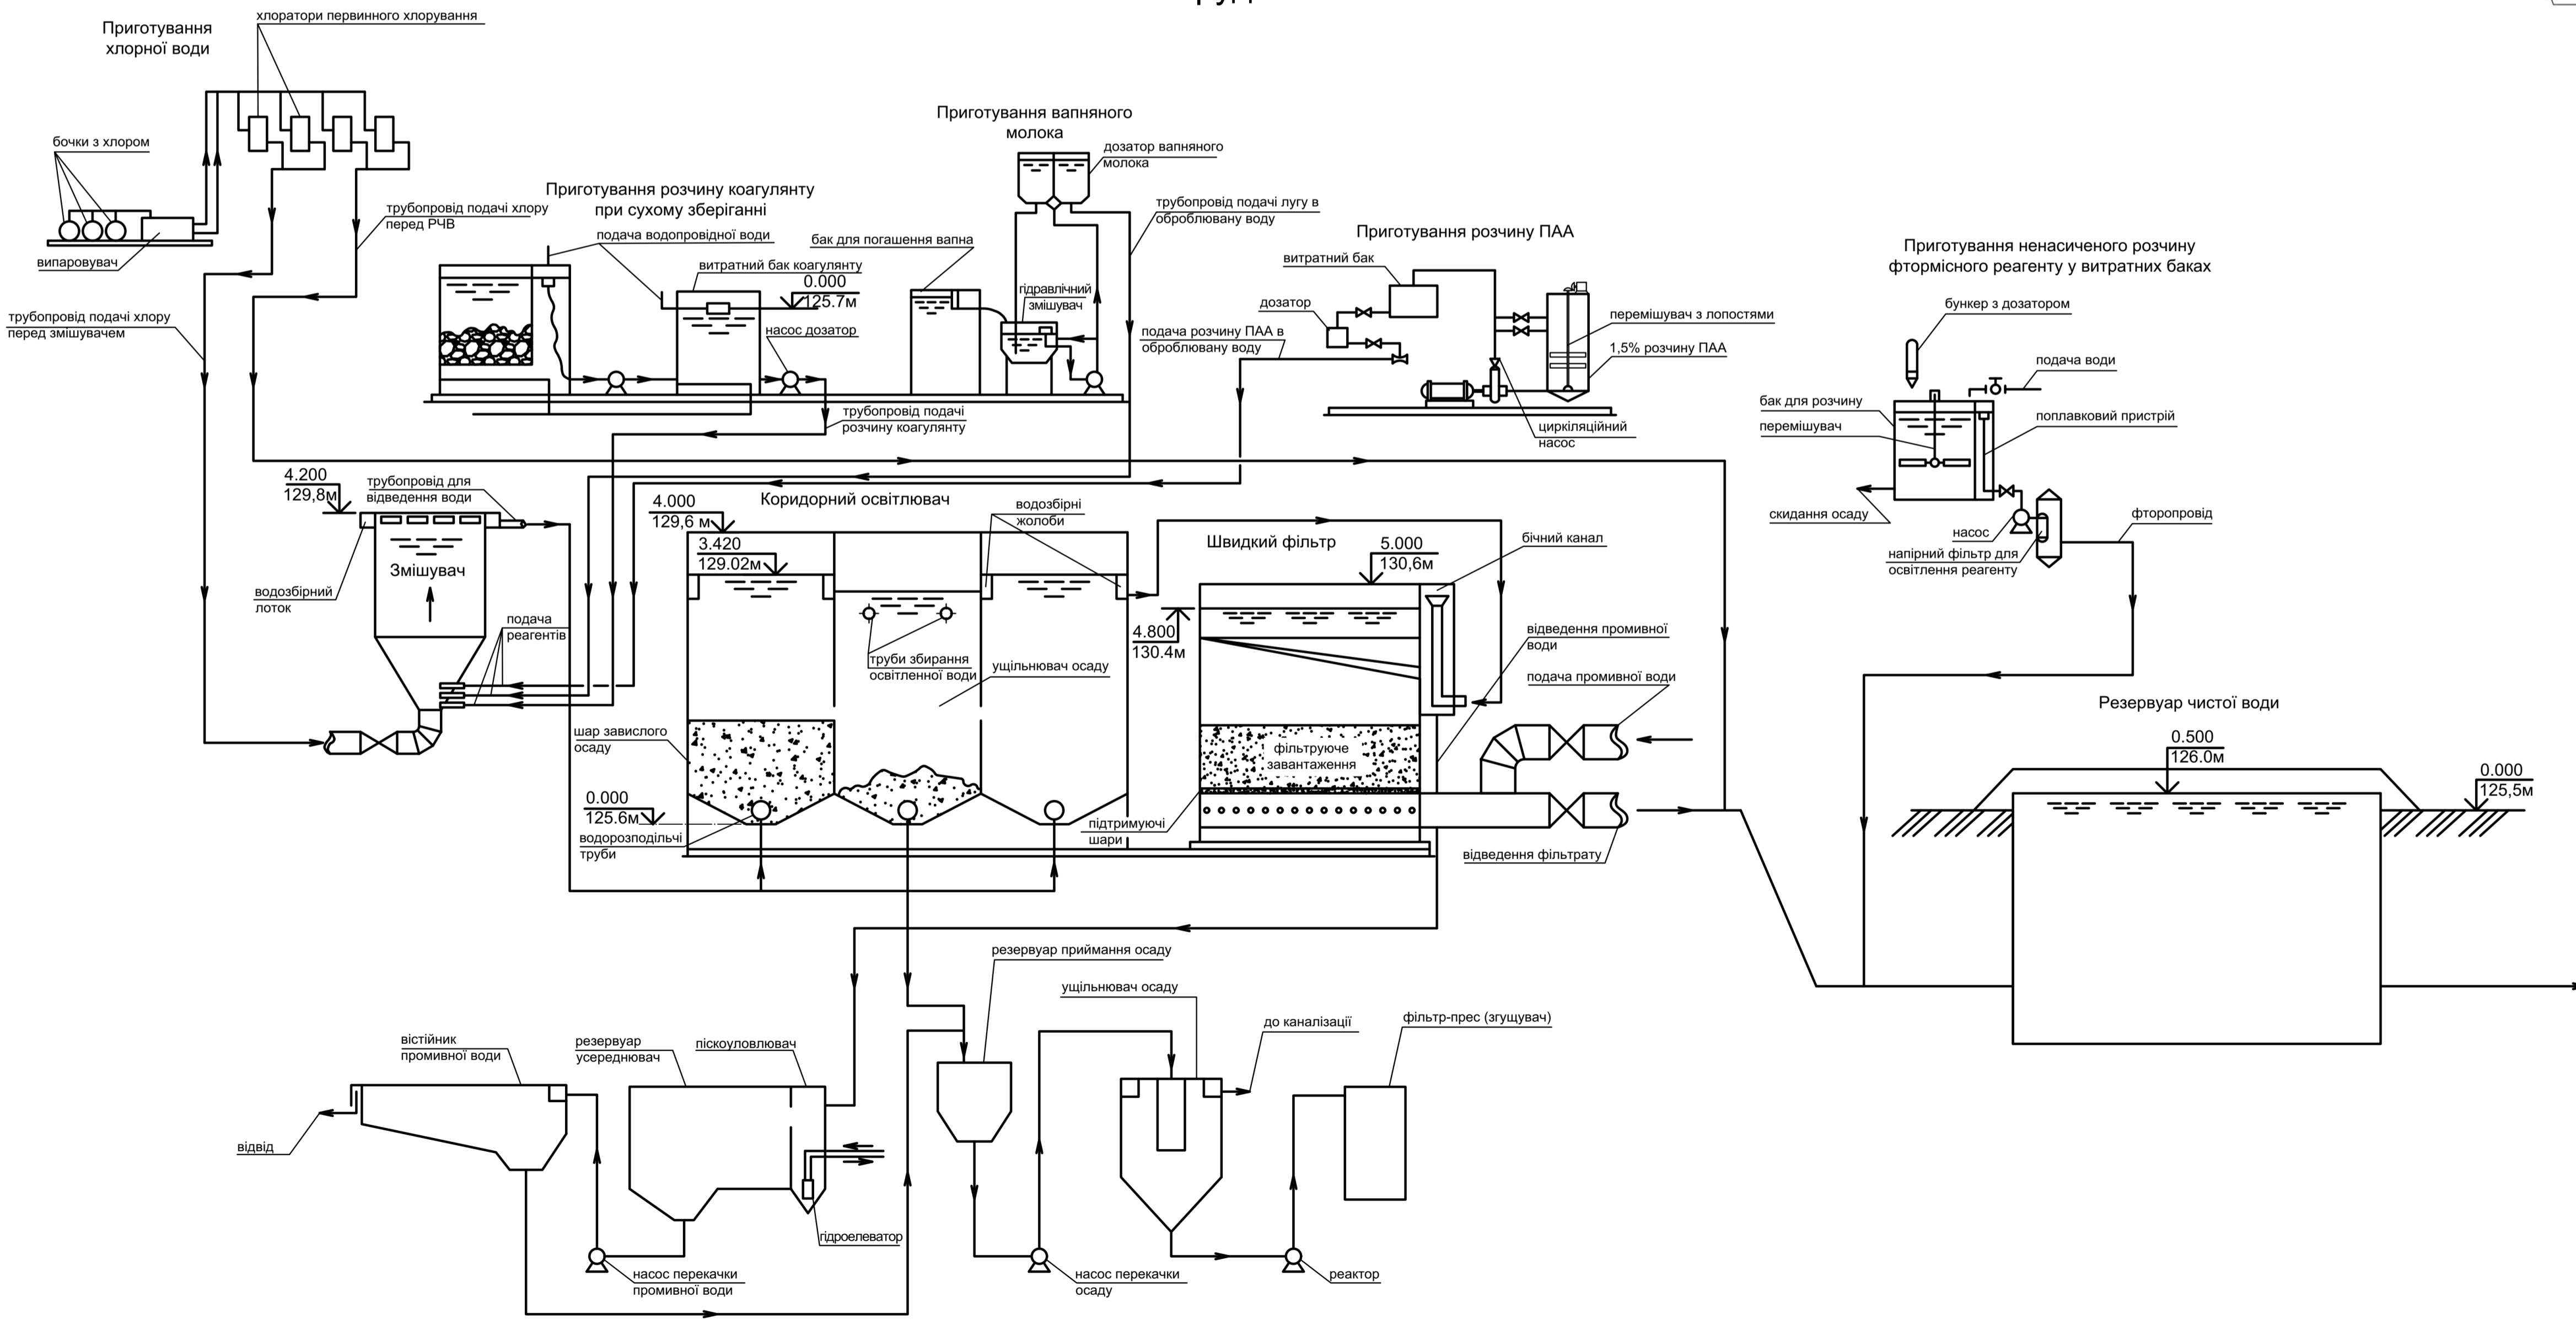 Приготування
хлорної води
хлоратори первинного хлорування
бочки з хлором
випаровувач
трубопровід подачі хлору
перед РЧВ
трубопровід подачі хлору
перед змішувачем
Приготування розчину коагулянту
при сухому зберіганні
подача водопровідної води
витратний бак коагулянту
0.000
125.7м
насос дозатор
трубопровід подачі
розчину коагулянту
Приготування вапняного
молока
дозатор вапняного
молока
бак для погашення вапна
гідравлічний
змішувач
трубопровід подачі лугу в
оброблювану воду
Приготування розчину ПАА
витратний бак
дозатор
подача розчину ПАА в
оброблювану воду
перемішувач з лопостями
1,5% розчину ПАА
циркіляційний
насос
Приготування ненасиченого розчину
фтормісного реагенту у витратних баках
бункер з дозатором
подача води
бак для розчину
перемішувач
поплавковий пристрій
скидання осаду
насос
напірний фільтр для
освітлення реагенту
фторопровід
4.200
129,8м
трубопровід для
відведення води
Змішувач
водозбірний
лоток
подача
реагентів
Коридорний освітлювач
4.000
129,6 м
3.420
129.02м
водозбірні
жолоби
труби збирання
освітленної води
ущільнювач осаду
шар завислого
осаду
0.000
125.6м
водорозподільчі
труби
Швидкий фільтр
5.000
130,6м
бічний канал
4.800
130.4м
відведення промивної
води
подача промивної води
фільтруюче
завантаження
підтримуючі
шари
відведення фільтрату
Резервуар чистої води
0.500
126.0м
0.000
125,5м
вістійник
промивної води
відвід
резервуар
усереднювач
піскоуловлювач
гідроелеватор
насос перекачки
промивної води
резервуар приймання осаду
ущільнювач осаду
до каналізації
фільтр-прес (згущувач)
насос перекачки
осаду
реактор